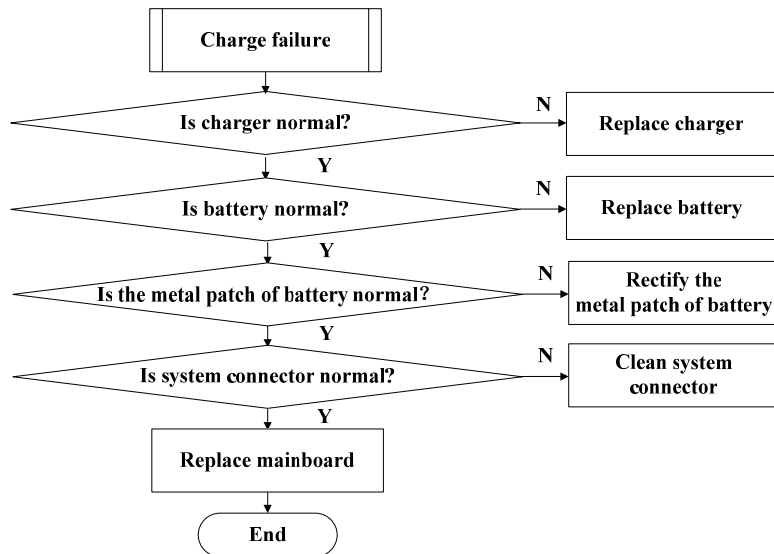 Charge failure
Is charger normal?
N
Replace charger
Y
Is battery normal?
N
Replace battery
Y
Is the metal patch of battery normal?
N
Rectify the
metal patch of battery
Y
Is system connector normal?
N
Clean system
connector
Y
Replace mainboard
End